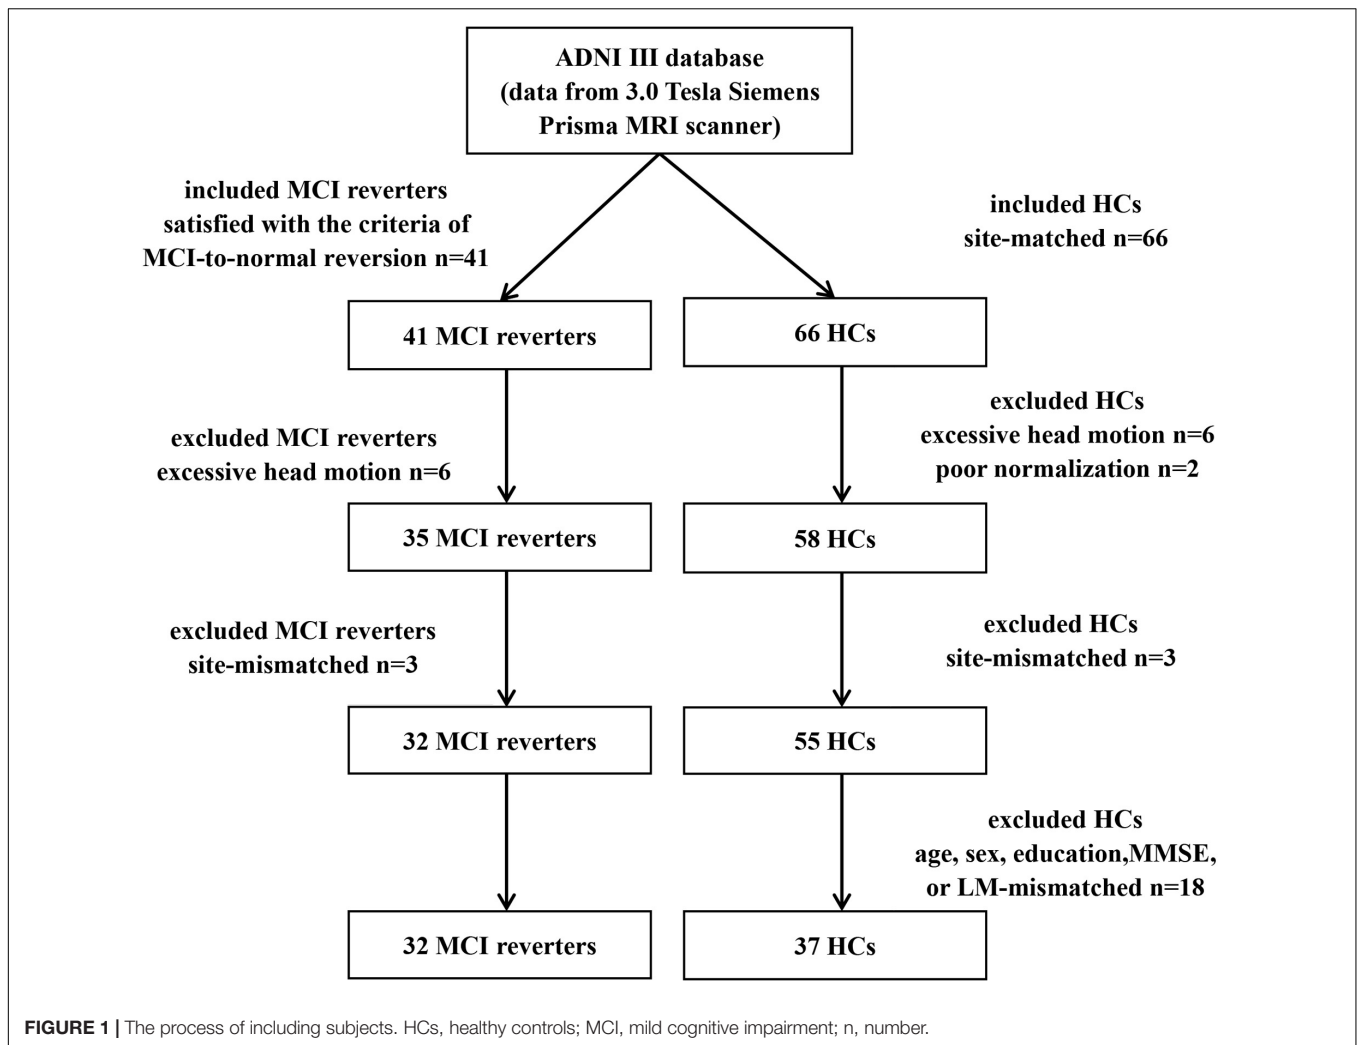 ADNI III database
(data from 3.0 Tesla Siemens
Prisma MRI scanner)
included MCI reverters
satisfied with the criteria of
MCI-to-normal reversion n=41
included HCs
site-matched n=66
41 MCI reverters
66 HCs
excluded MCI reverters
excessive head motion n=6
excluded HCs
excessive head motion n=6
poor normalization n=2
35 MCI reverters
58 HCs
excluded MCI reverters
site-mismatched n=3
excluded HCs
site-mismatched n=3
32 MCI reverters
55 HCs
excluded HCs
age, sex, education,MMSE,
or LM-mismatched n=18
32 MCI reverters
37 HCs
FIGURE 1 | The process of including subjects. HCs, healthy controls; MCI, mild cognitive impairment; n, number.